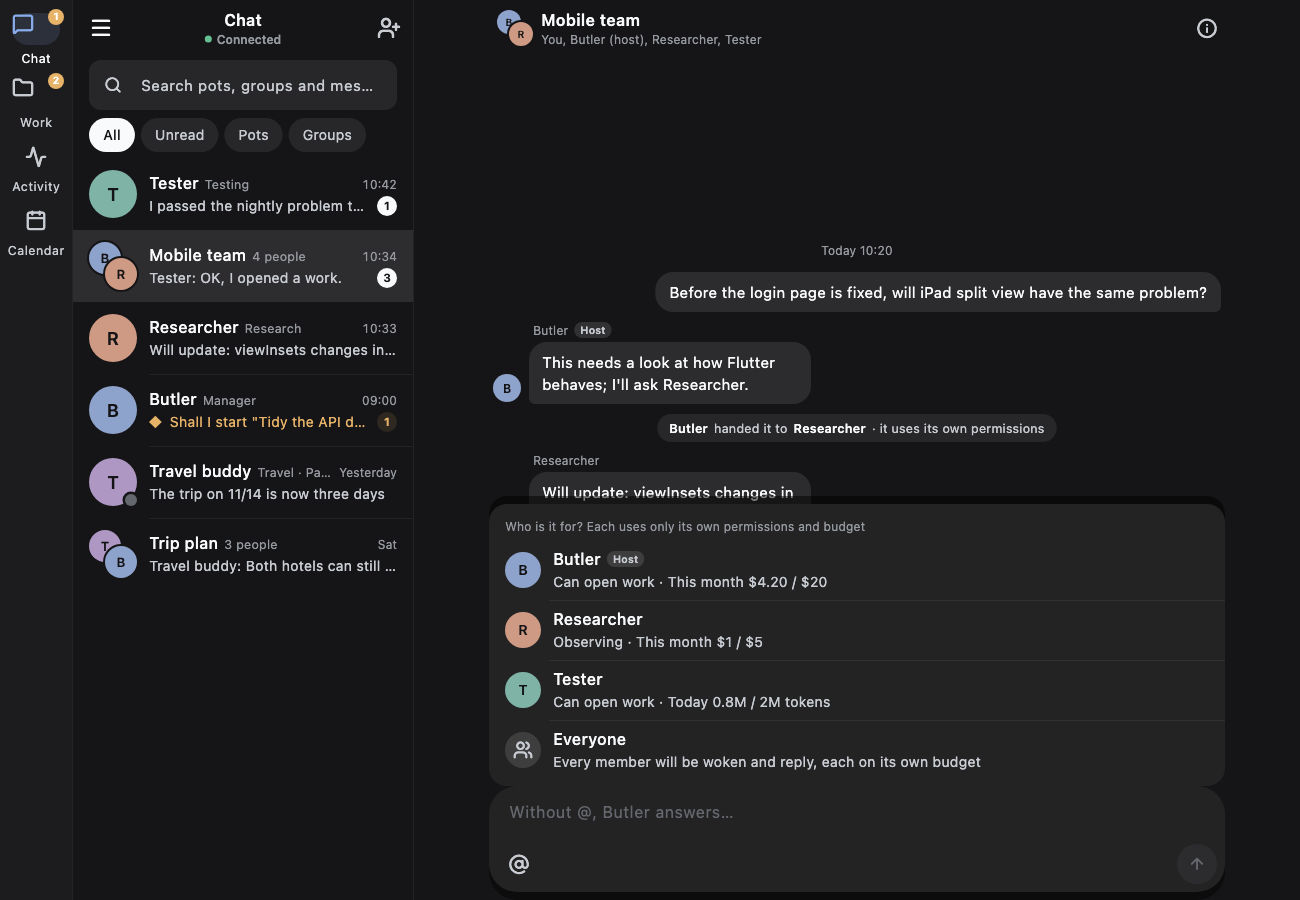 1
Chat
2
Work
Activity
Calendar
Chat
Connected
Search pots, groups and mes...
All
Unread
Pots
Groups
T
Tester Testing 10:42
I passed the nightly problem t... 1
B
R
Mobile team 4 people 10:34
Tester: OK, I opened a work. 3
R
Researcher Research 10:33
Will update: viewInsets changes in...
B
Butler Manager 09:00
Shall I start "Tidy the API d... 1
T
Travel buddy Travel · Pa... Yesterday
The trip on 11/14 is now three days
T
B
Trip plan 3 people Sat
Travel buddy: Both hotels can still ...
B
R
Mobile team
You, Butler (host), Researcher, Tester
Today 10:20
Before the login page is fixed, will iPad split view have the same problem?
Butler Host
This needs a look at how Flutter
behaves; I'll ask Researcher.
B
Butler handed it to Researcher · it uses its own permissions
Researcher
Will update: viewInsets changes in
Who is it for? Each uses only its own permissions and budget
B
Butler Host
Can open work · This month $4.20 / $20
R
Researcher
Observing · This month $1 / $5
T
Tester
Can open work · Today 0.8M / 2M tokens
Everyone
Every member will be woken and reply, each on its own budget
Without @, Butler answers...
@